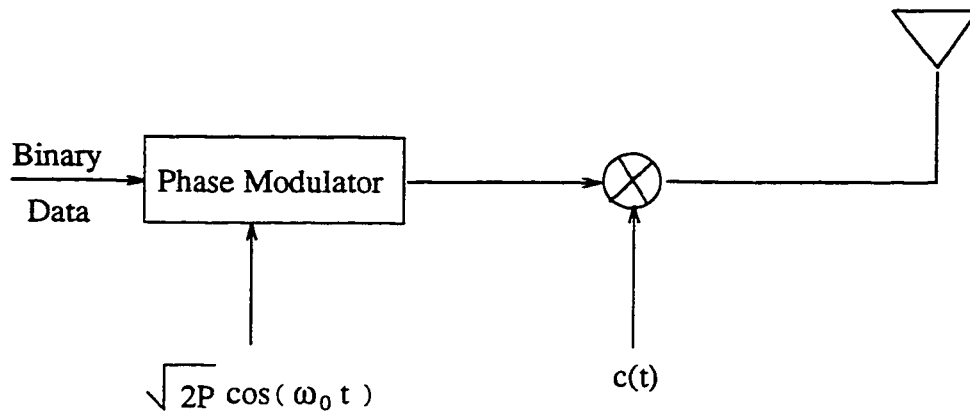 Binary
Data
Phase Modulator
√2P cos( ω₀ t )
c(t)